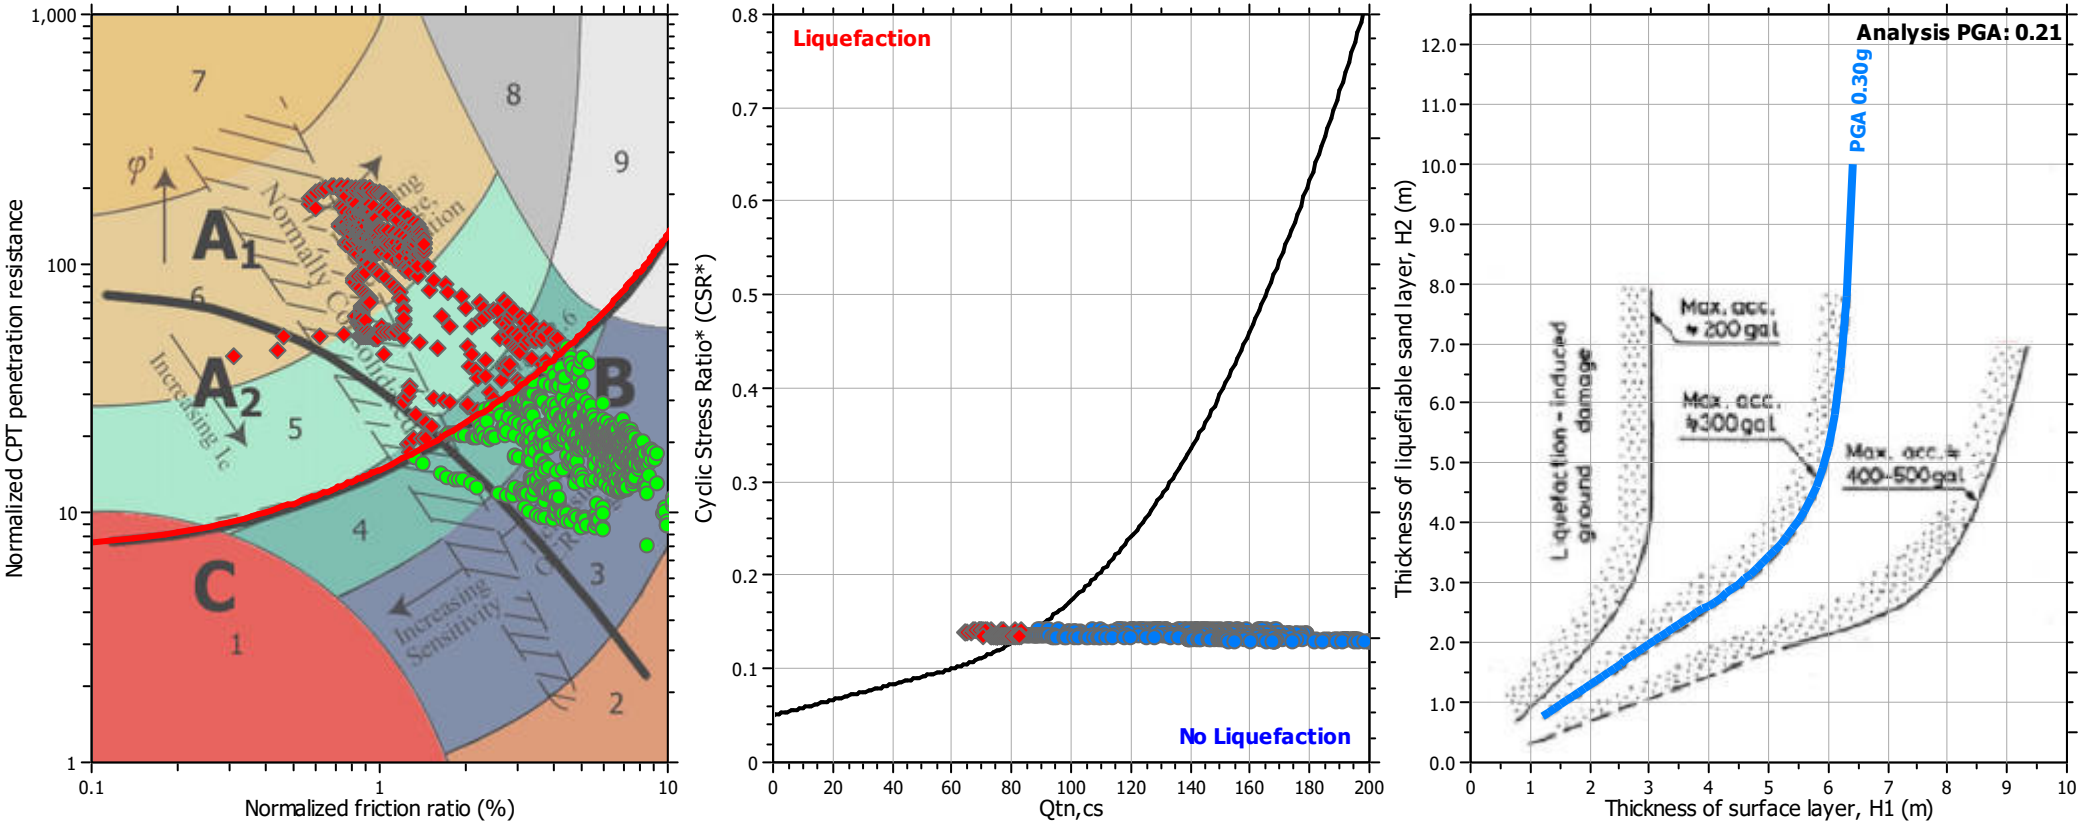 1,000
100
10
1
0.1
1
10
Normalized CPT penetration resistance
Normalized friction ratio (%)
7
8
9
φ'
A1
6
A2
5
B
4
C
3
1
2
Normally
Increasing Ic
Increasing
Sensitivity
0.8
0.7
0.6
0.5
0.4
0.3
0.2
0.1
0
0 20 40 60 80 100 120 140 160 180 200
Cyclic Stress Ratio* (CSR*)
Qtn,cs
Liquefaction
No Liquefaction
Analysis PGA: 0.21
PGA 0.30g
12.0
11.0
10.0
9.0
8.0
7.0
6.0
5.0
4.0
3.0
2.0
1.0
0.0
0 1 2 3 4 5 6 7 8 9 10
Thickness of liquefiable sand layer, H2 (m)
Thickness of surface layer, H1 (m)
Liquefaction - induced
ground damage
Max. acc.
≒ 200 gal
Max. acc.
≒ 300 gal
Max. acc. ≒
400~500 gal